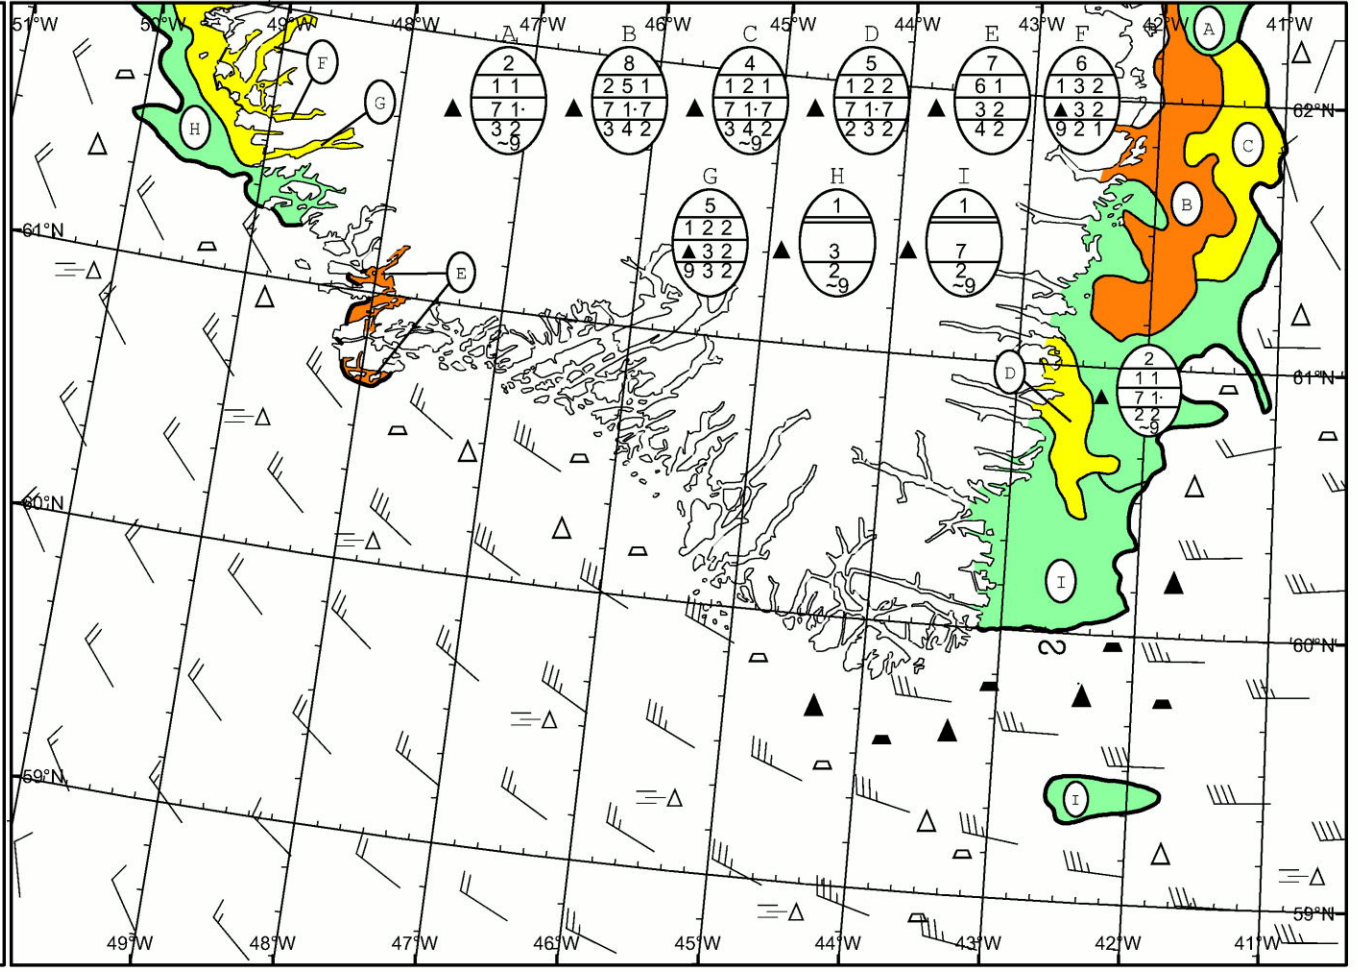 51°W 50°W 49°W 48°W 47°W 46°W 45°W 44°W 43°W 42°W 41°W
A B C D E F
2 8 4 5 7 6
1 1 2 5 1 1 2 1 1 2 2 6 1 1 3 2
7 1· 7 1·7 7 1·7 7 1·7 3 2 ▲ 3 2
3 2 3 4 2 3 4 2 2 3 2 4 2 9 2 1
~9 ~9
A
F
G
H
62°N
C
B
G H I
5 1 1
1 2 2
▲ 3 2 3 7
9 3 2 2 2
~9 ~9
61°N
E
D
2
1 1
7 1·
2 2
~9
61°N
60°N
I
60°N
59°N
I
59°N
49°W 48°W 47°W 46°W 45°W 44°W 43°W 42°W 41°W